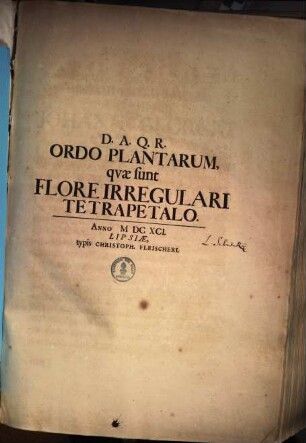 D. A. Q. R.
ORDO PLANTARUM,
qvæ sunt
FLORE IRREGULARI
TETRAPETALO.
ANNO M DC XCI.
LIPSIÆ,
typis CHRISTOPH. FLEISCHERI.